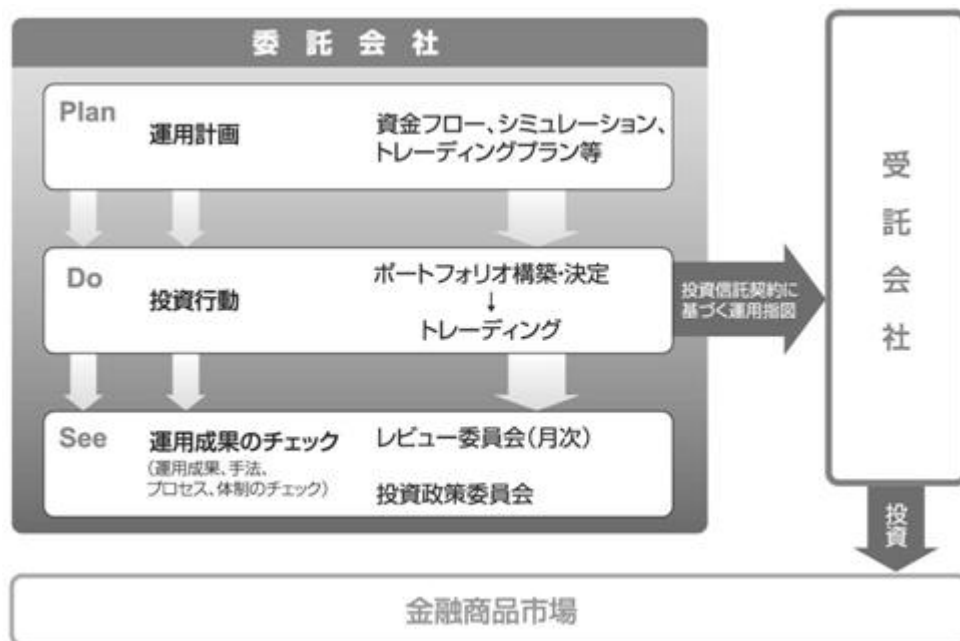 委託会社
Plan
運用計画
資金フロー、シミュレーション、
トレーディングプラン等
Do
投資行動
ポートフォリオ構築・決定
↓
トレーディング
投資信託契約に
基づく運用指図
See
運用成果のチェック
(運用成果、手法、
プロセス、体制のチェック)
レビュー委員会(月次)
投資政策委員会
受託会社
投資
金融商品市場